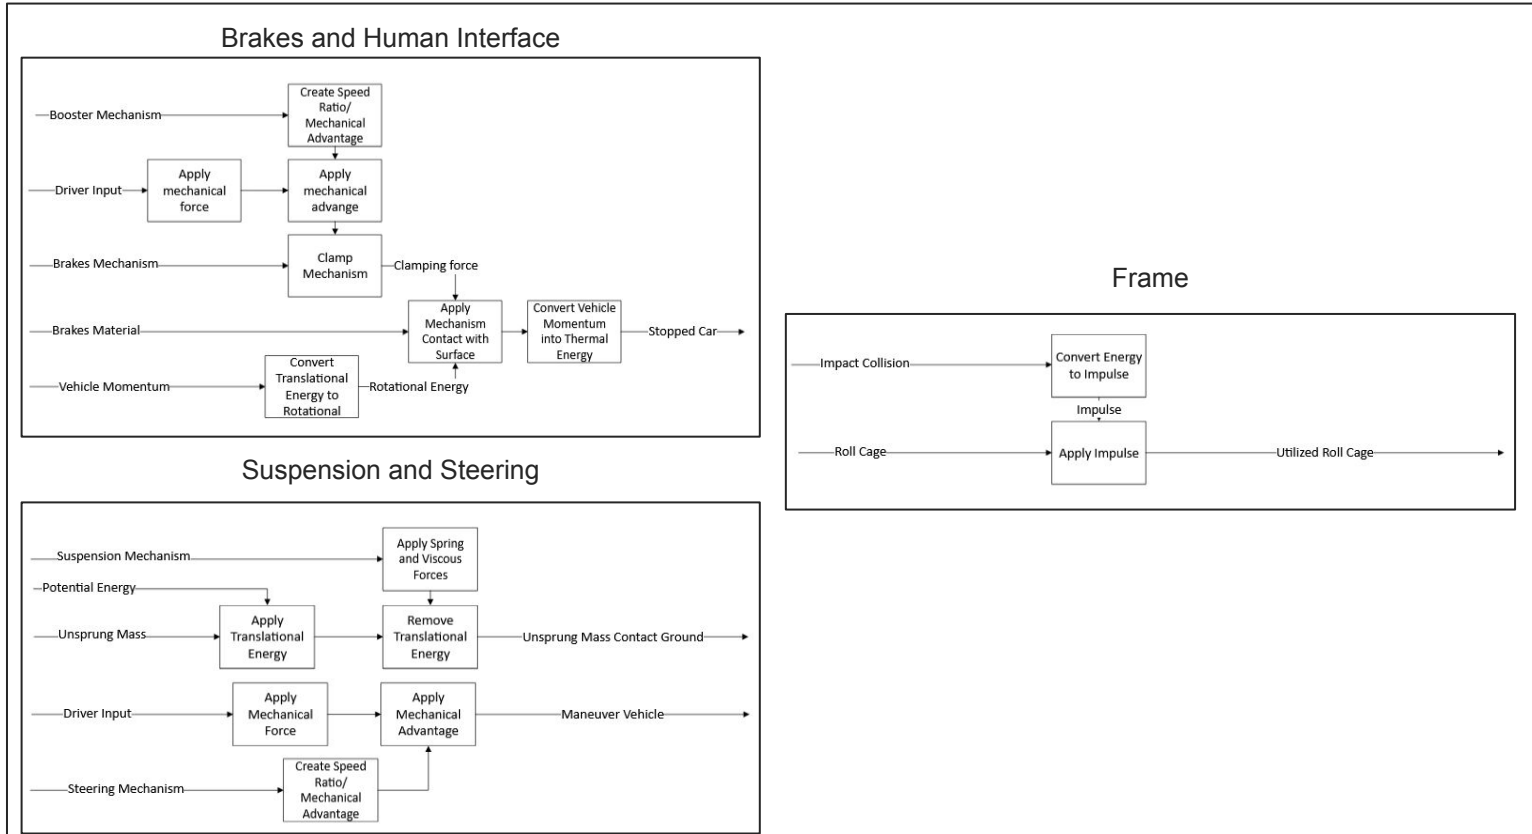 Brakes and Human Interface
Create Speed
Ratio/
Mechanical
Advantage
Booster Mechanism
Driver Input
Apply
mechanical
force
Apply
mechanical
advange
Brakes Mechanism
Clamp
Mechanism
Clamping force
Brakes Material
Apply
Mechanism
Contact with
Surface
Convert Vehicle
Momentum
into Thermal
Energy
Stopped Car
Vehicle Momentum
Convert
Translational
Energy to
Rotational
Rotational Energy
Suspension and Steering
Suspension Mechanism
Apply Spring
and Viscous
Forces
Potential Energy
Unsprung Mass
Apply
Translational
Energy
Remove
Translational
Energy
Unsprung Mass Contact Ground
Driver Input
Apply
Mechanical
Force
Apply
Mechanical
Advantage
Maneuver Vehicle
Steering Mechanism
Create Speed
Ratio/
Mechanical
Advantage
Frame
Impact Collision
Convert Energy
to Impulse
Impulse
Roll Cage
Apply Impulse
Utilized Roll Cage